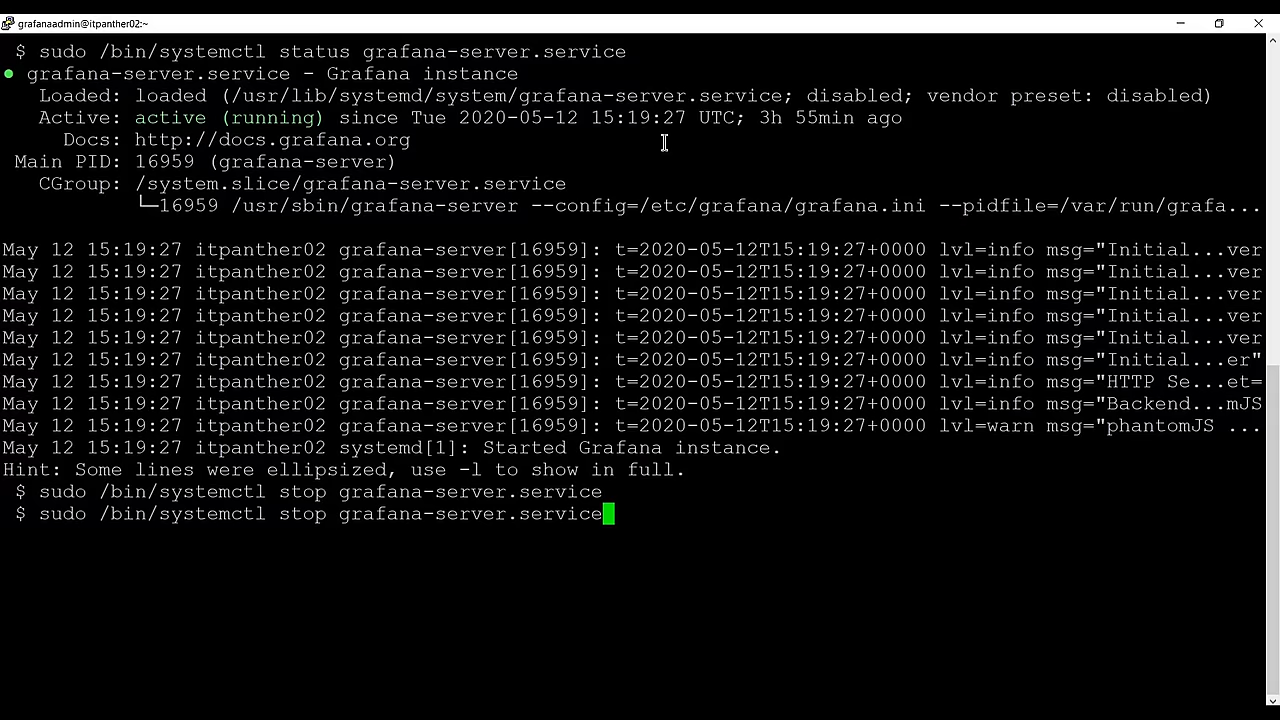 grafanaadmin@itpanther02:~
$ sudo /bin/systemctl status grafana-server.service
● grafana-server.service - Grafana instance
Loaded: loaded (/usr/lib/systemd/system/grafana-server.service; disabled; vendor preset: disabled)
Active: active (running) since Tue 2020-05-12 15:19:27 UTC; 3h 55min ago
Docs: http://docs.grafana.org
Main PID: 16959 (grafana-server)
CGroup: /system.slice/grafana-server.service
└─16959 /usr/sbin/grafana-server --config=/etc/grafana/grafana.ini --pidfile=/var/run/grafa...
May 12 15:19:27 itpanther02 grafana-server[16959]: t=2020-05-12T15:19:27+0000 lvl=info msg="Initial...ver
May 12 15:19:27 itpanther02 grafana-server[16959]: t=2020-05-12T15:19:27+0000 lvl=info msg="Initial...ver
May 12 15:19:27 itpanther02 grafana-server[16959]: t=2020-05-12T15:19:27+0000 lvl=info msg="Initial...ver
May 12 15:19:27 itpanther02 grafana-server[16959]: t=2020-05-12T15:19:27+0000 lvl=info msg="Initial...ver
May 12 15:19:27 itpanther02 grafana-server[16959]: t=2020-05-12T15:19:27+0000 lvl=info msg="Initial...ver
May 12 15:19:27 itpanther02 grafana-server[16959]: t=2020-05-12T15:19:27+0000 lvl=info msg="Initial...er"
May 12 15:19:27 itpanther02 grafana-server[16959]: t=2020-05-12T15:19:27+0000 lvl=info msg="HTTP Se...et=
May 12 15:19:27 itpanther02 grafana-server[16959]: t=2020-05-12T15:19:27+0000 lvl=info msg="Backend...mJS
May 12 15:19:27 itpanther02 grafana-server[16959]: t=2020-05-12T15:19:27+0000 lvl=warn msg="phantomJS ...
May 12 15:19:27 itpanther02 systemd[1]: Started Grafana instance.
Hint: Some lines were ellipsized, use -l to show in full.
$ sudo /bin/systemctl stop grafana-server.service
$ sudo /bin/systemctl stop grafana-server.service